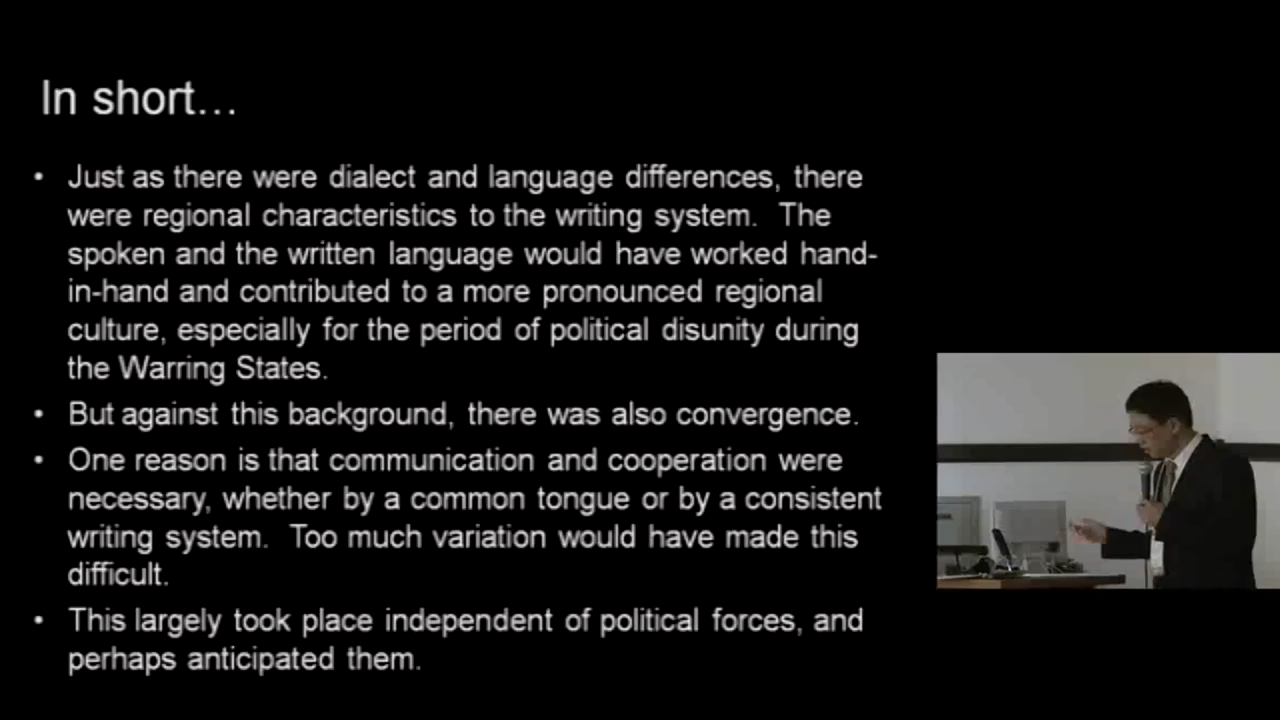 In short…
• Just as there were dialect and language differences, there
were regional characteristics to the writing system. The
spoken and the written language would have worked hand-
in-hand and contributed to a more pronounced regional
culture, especially for the period of political disunity during
the Warring States.
• But against this background, there was also convergence.
• One reason is that communication and cooperation were
necessary, whether by a common tongue or by a consistent
writing system. Too much variation would have made this
difficult.
• This largely took place independent of political forces, and
perhaps anticipated them.